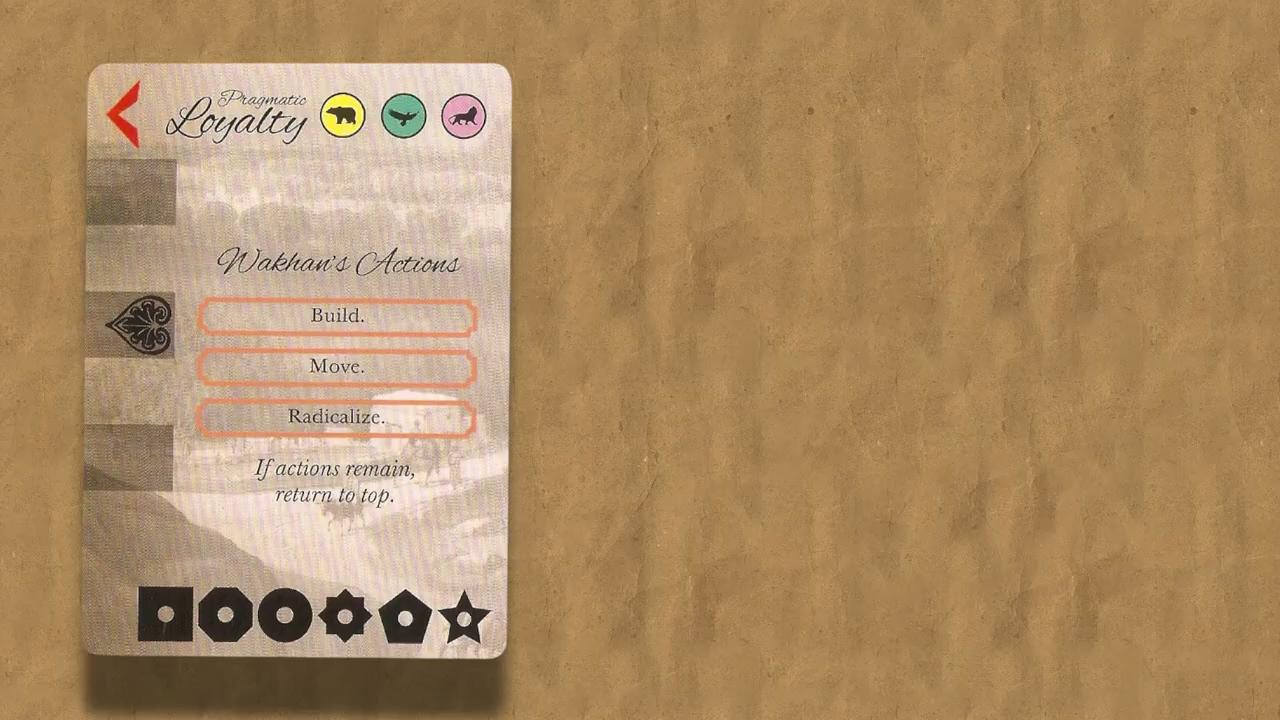 Pragmatic
Loyalty
Wakhan's Actions
Build.
Move.
Radicalize.
If actions remain,
return to top.